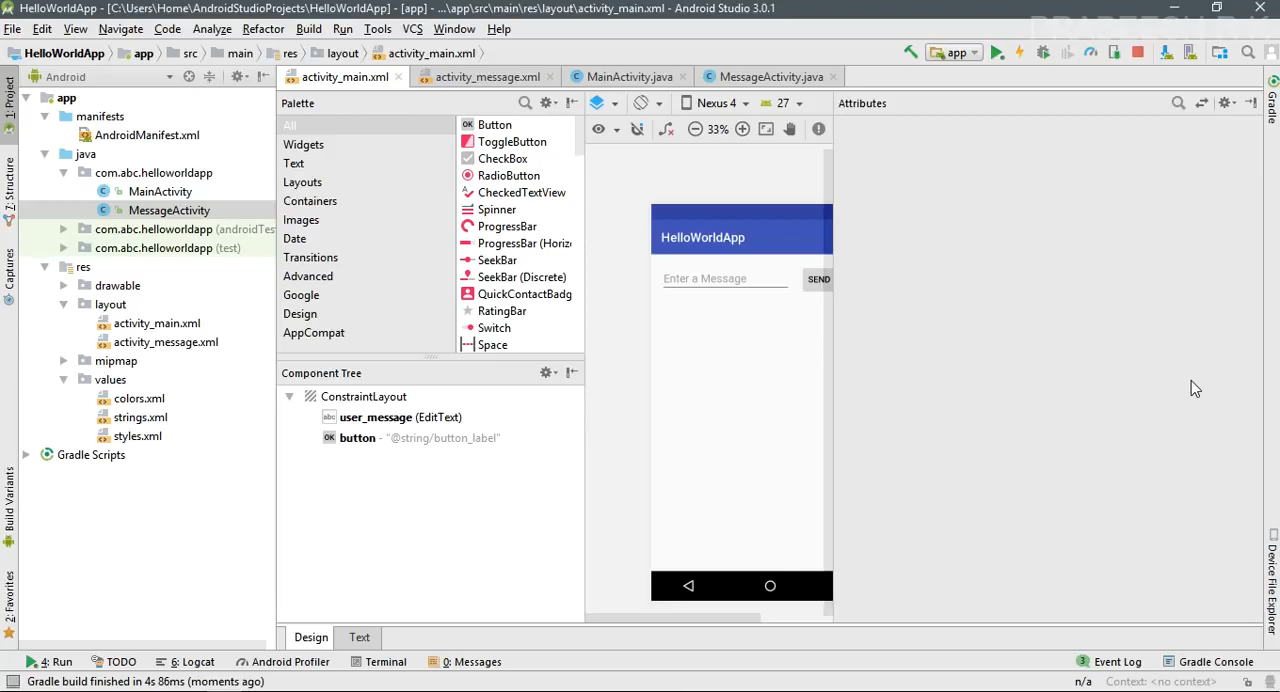 HelloWorldApp - [C:\Users\Home\AndroidStudioProjects\HelloWorldApp] - [app] - ...\app\src\main\res\layout\activity_main.xml - Android Studio 3.0.1
File Edit View Navigate Code Analyze Refactor Build Run Tools VCS Window Help
HelloWorldApp app src main res layout activity_main.xml app
Android activity_main.xml activity_message.xml MainActivity.java MessageActivity.java
1: Project
7: Structure
Captures
Build Variants
2: Favorites
app
manifests
AndroidManifest.xml
java
com.abc.helloworldapp
MainActivity
MessageActivity
com.abc.helloworldapp (androidTes
com.abc.helloworldapp (test)
res
drawable
layout
activity_main.xml
activity_message.xml
mipmap
values
colors.xml
strings.xml
styles.xml
Gradle Scripts
Palette
All
Widgets
Text
Layouts
Containers
Images
Date
Transitions
Advanced
Google
Design
AppCompat
OK Button
ToggleButton
CheckBox
RadioButton
CheckedTextView
Spinner
ProgressBar
ProgressBar (Horiz
SeekBar
SeekBar (Discrete)
QuickContactBadg
RatingBar
Switch
Space
Component Tree
ConstraintLayout
abc user_message (EditText)
OK button - "@string/button_label"
Design Text
Nexus 4 27
33%
HelloWorldApp
Enter a Message SEND
Attributes
Gradle
Device File Explorer
4: Run TODO 6: Logcat Android Profiler Terminal 0: Messages 3 Event Log Gradle Console
Gradle build finished in 4s 86ms (moments ago) n/a Context: <no context>